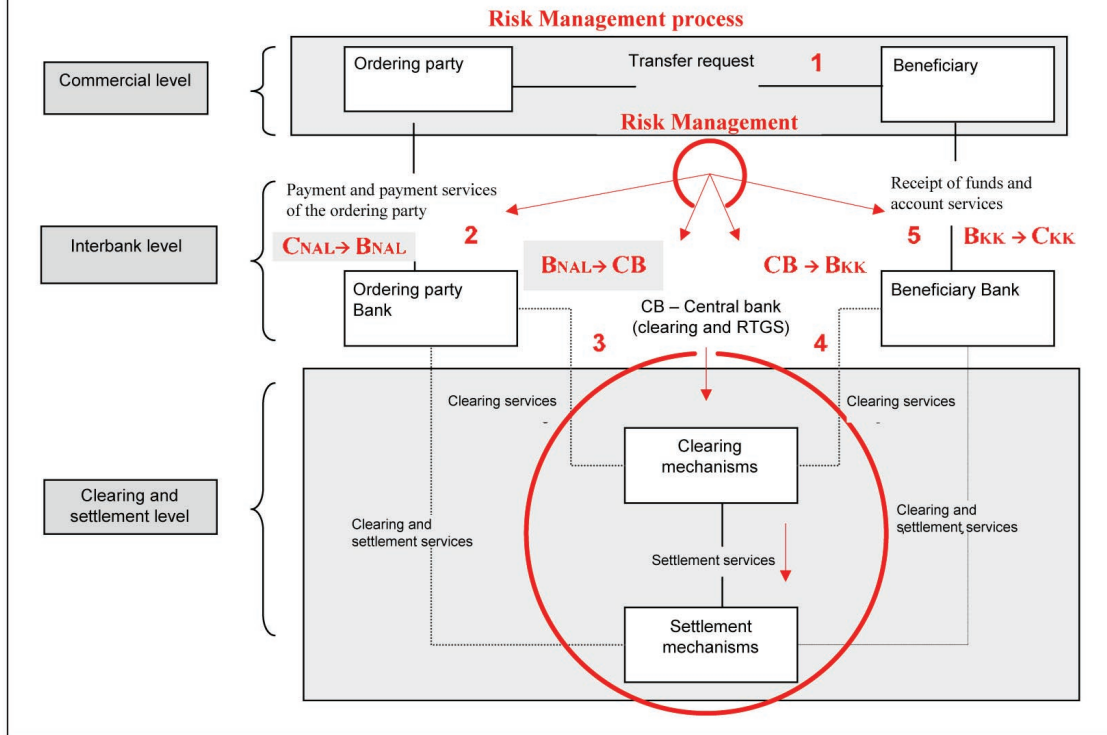 Risk Management process
Commercial level
Ordering party
Transfer request
1
Beneficiary
Risk Management
Payment and payment services
of the ordering party
Receipt of funds and
account services
Interbank level
CNAL→ BNAL
2
5
BKK → CKK
BNAL→ CB
CB → BKK
Ordering party
Bank
CB – Central bank
(clearing and RTGS)
Beneficiary Bank
3
4
Clearing services
Clearing services
Clearing
mechanisms
Clearing and
settlement level
Clearing and
settlement services
Clearing and
settlement services
Settlement services
Settlement
mechanisms